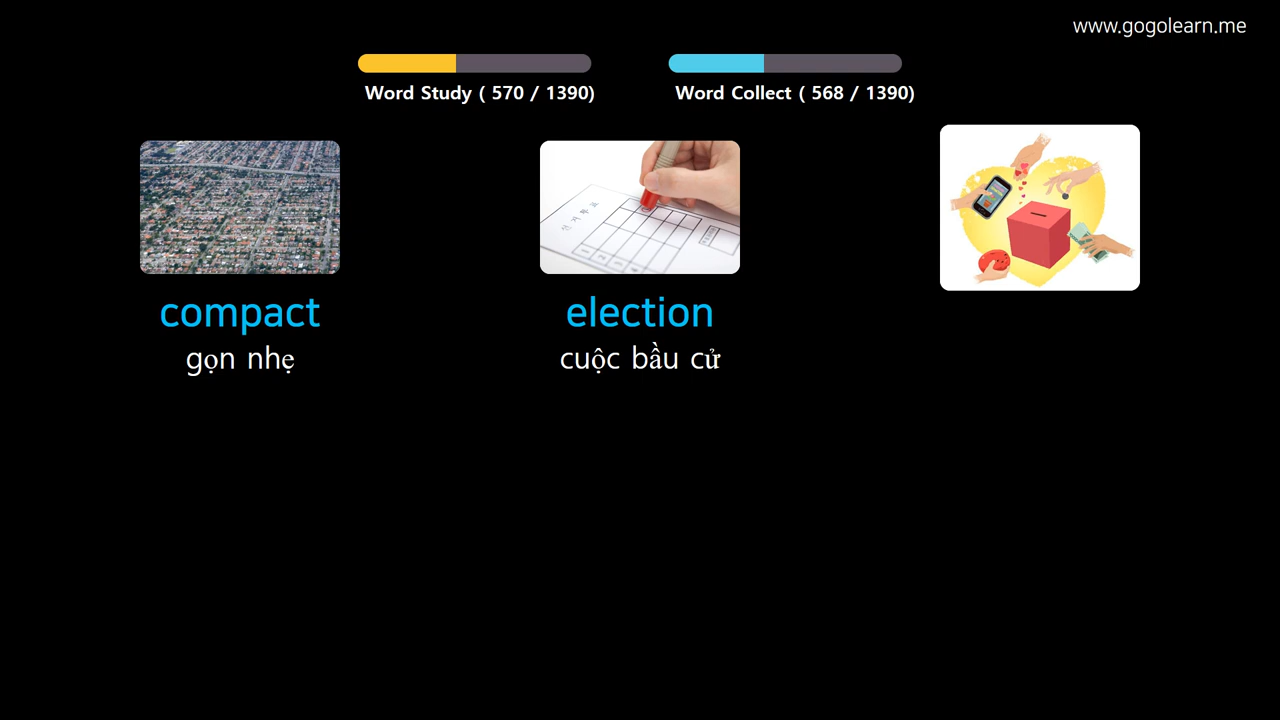 www.gogolearn.me
Word Study ( 570 / 1390)
Word Collect ( 568 / 1390)
compact
gọn nhẹ
election
cuộc bầu cử